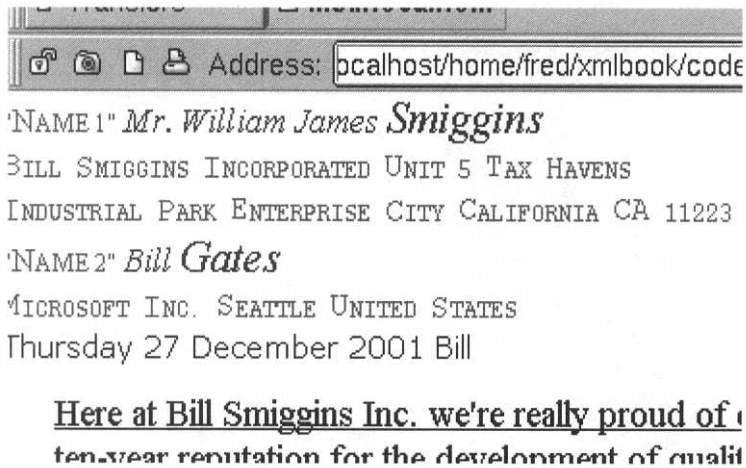 Transfers
Address: ocalhost/home/fred/xmlbook/code
"NAME 1" Mr. William James Smiggins
BILL SMIGGINS INCORPORATED UNIT 5 TAX HAVENS
INDUSTRIAL PARK ENTERPRISE CITY CALIFORNIA CA 11223
"NAME 2" Bill Gates
MICROSOFT INC. SEATTLE UNITED STATES
Thursday 27 December 2001 Bill
Here at Bill Smiggins Inc. we're really proud of
ten-year reputation for the development of qualit